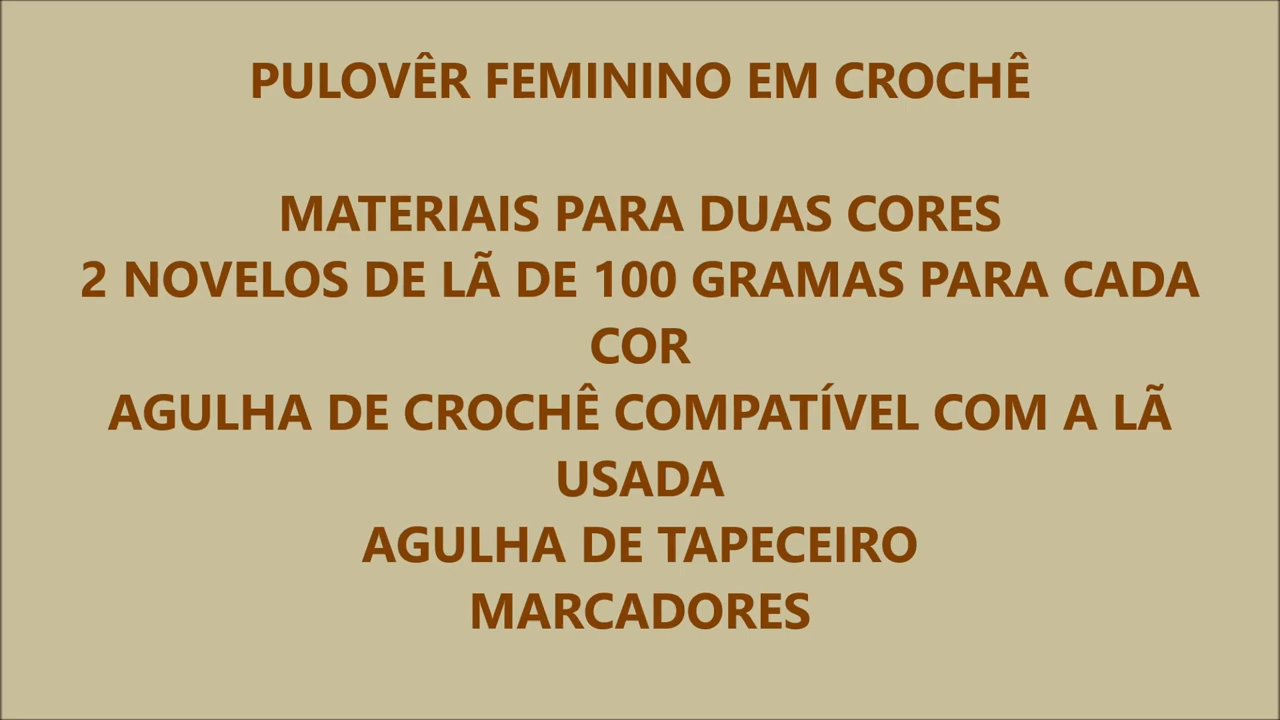 PULOVÊR FEMININO EM CROCHÊ
MATERIAIS PARA DUAS CORES
2 NOVELOS DE LÃ DE 100 GRAMAS PARA CADA
COR
AGULHA DE CROCHÊ COMPATÍVEL COM A LÃ
USADA
AGULHA DE TAPECEIRO
MARCADORES